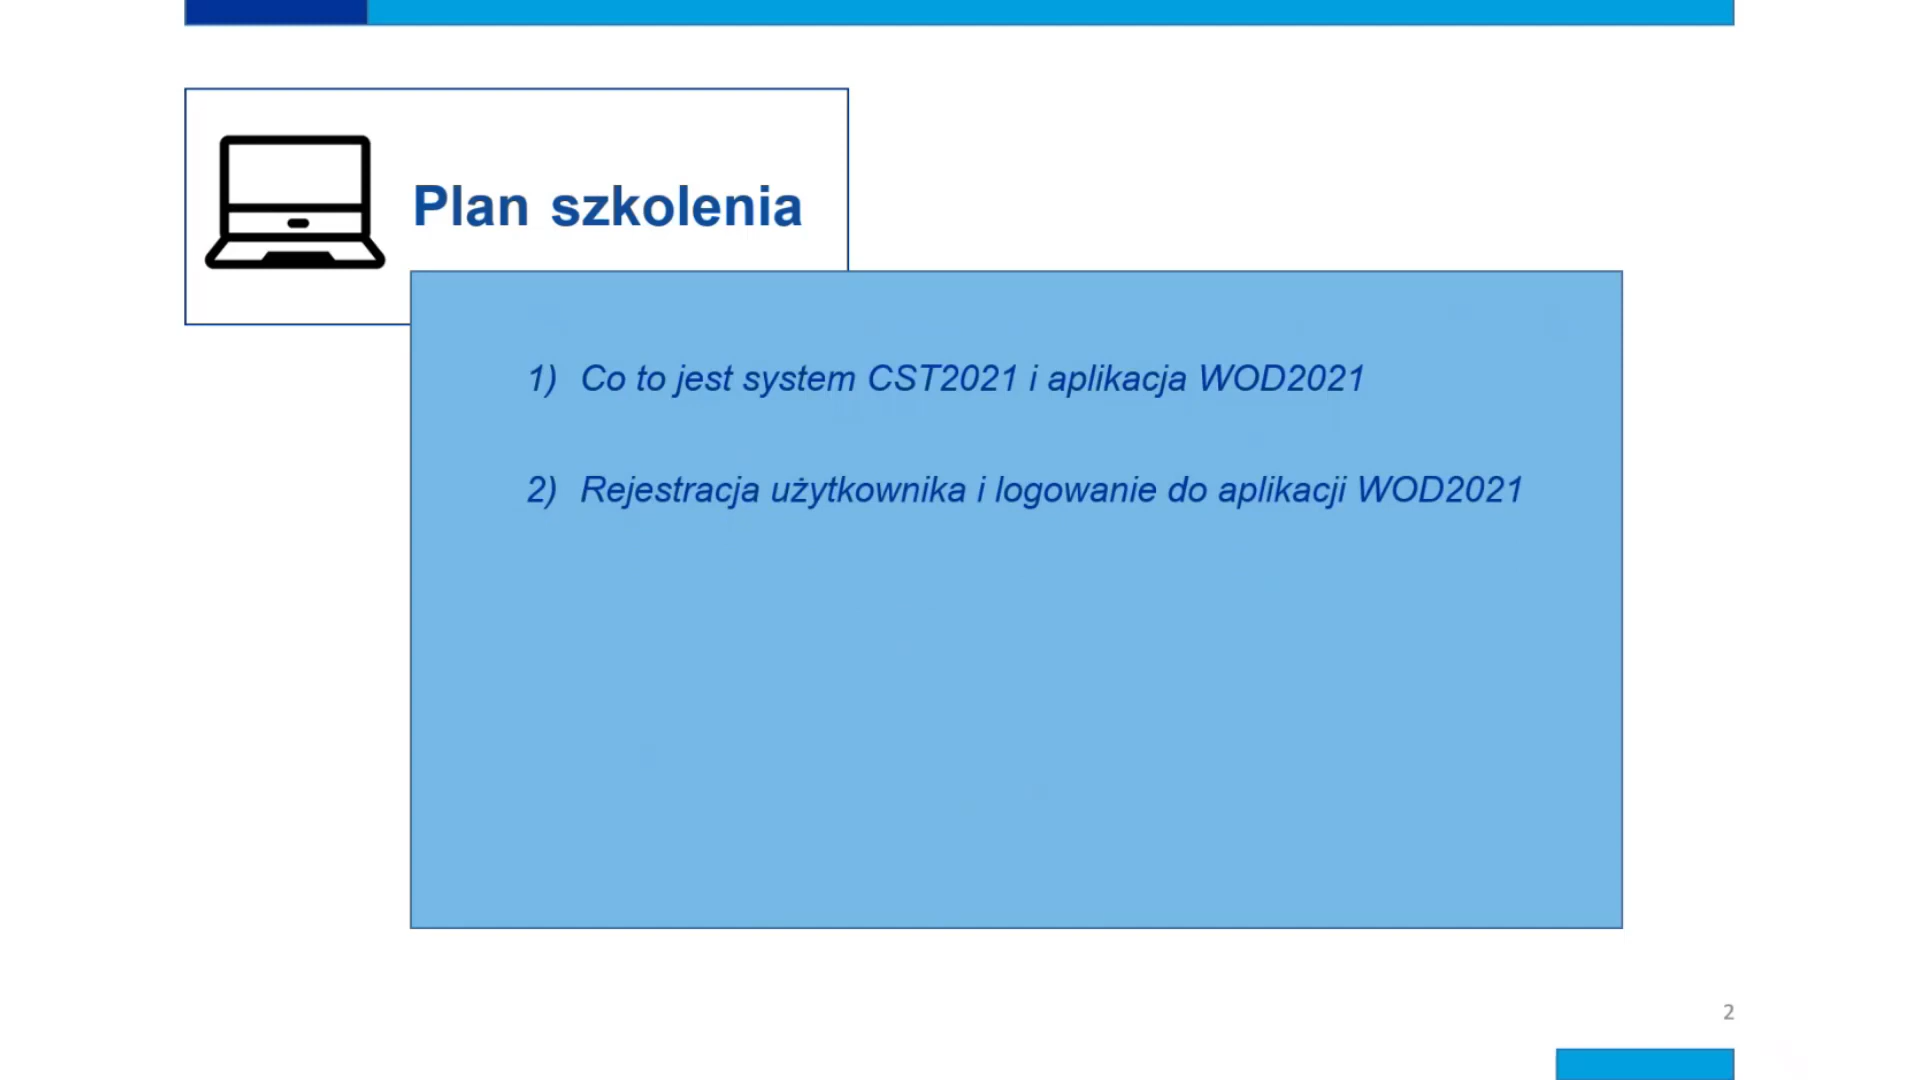 Plan szkolenia
1) Co to jest system CST2021 i aplikacja WOD2021
2) Rejestracja użytkownika i logowanie do aplikacji WOD2021
2